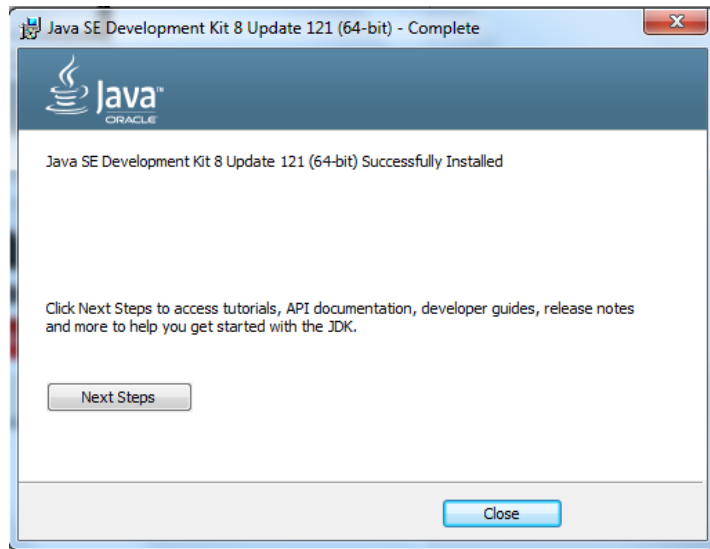 Java SE Development Kit 8 Update 121 (64-bit) - Complete
Java™
ORACLE
Java SE Development Kit 8 Update 121 (64-bit) Successfully Installed
Click Next Steps to access tutorials, API documentation, developer guides, release notes
and more to help you get started with the JDK.
Next Steps
Close